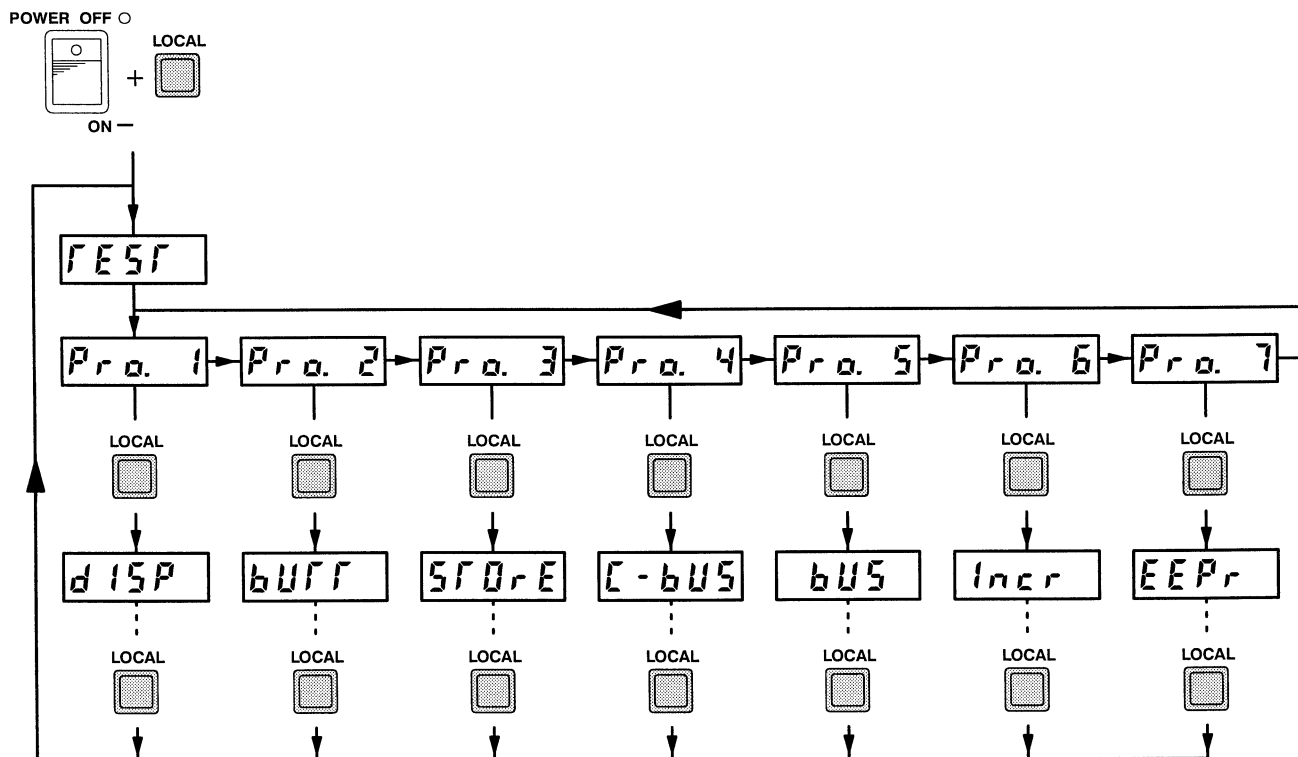 POWER OFF
LOCAL
+
ON
TEST
Pro. 1
Pro. 2
Pro. 3
Pro. 4
Pro. 5
Pro. 6
Pro. 7
LOCAL LOCAL LOCAL LOCAL LOCAL LOCAL LOCAL
dISP
bUTT
STOrE
C-bUS
bUS
Incr
EEPr
LOCAL LOCAL LOCAL LOCAL LOCAL LOCAL LOCAL